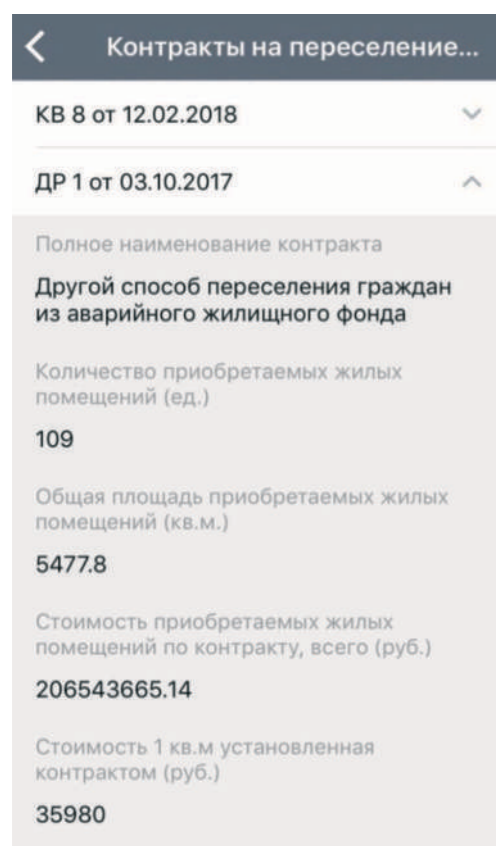 Контракты на переселение...
КВ 8 от 12.02.2018
ДР 1 от 03.10.2017
Полное наименование контракта
Другой способ переселения граждан
из аварийного жилищного фонда
Количество приобретаемых жилых
помещений (ед.)
109
Общая площадь приобретаемых жилых
помещений (кв.м.)
5477.8
Стоимость приобретаемых жилых
помещений по контракту, всего (руб.)
206543665.14
Стоимость 1 кв.м установленная
контрактом (руб.)
35980